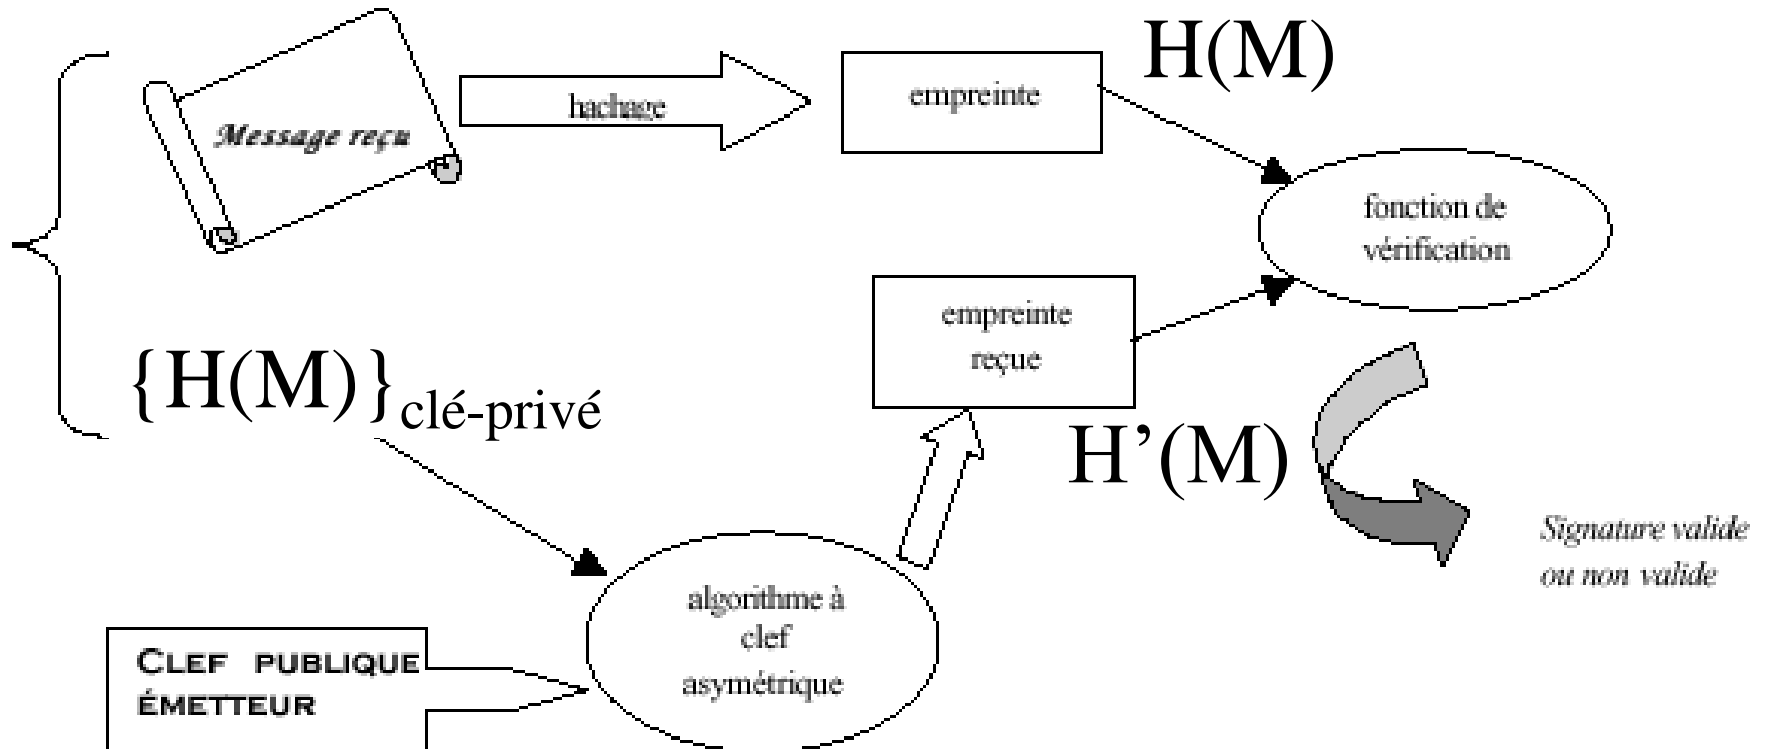 Message reçu
hachage
empreinte
H(M)
fonction de
vérification
empreinte
reçue
{H(M)}clé-privé
H’(M)
Signature valide
ou non valide
algorithme à
clef
asymétrique
CLEF PUBLIQUE
ÉMETTEUR